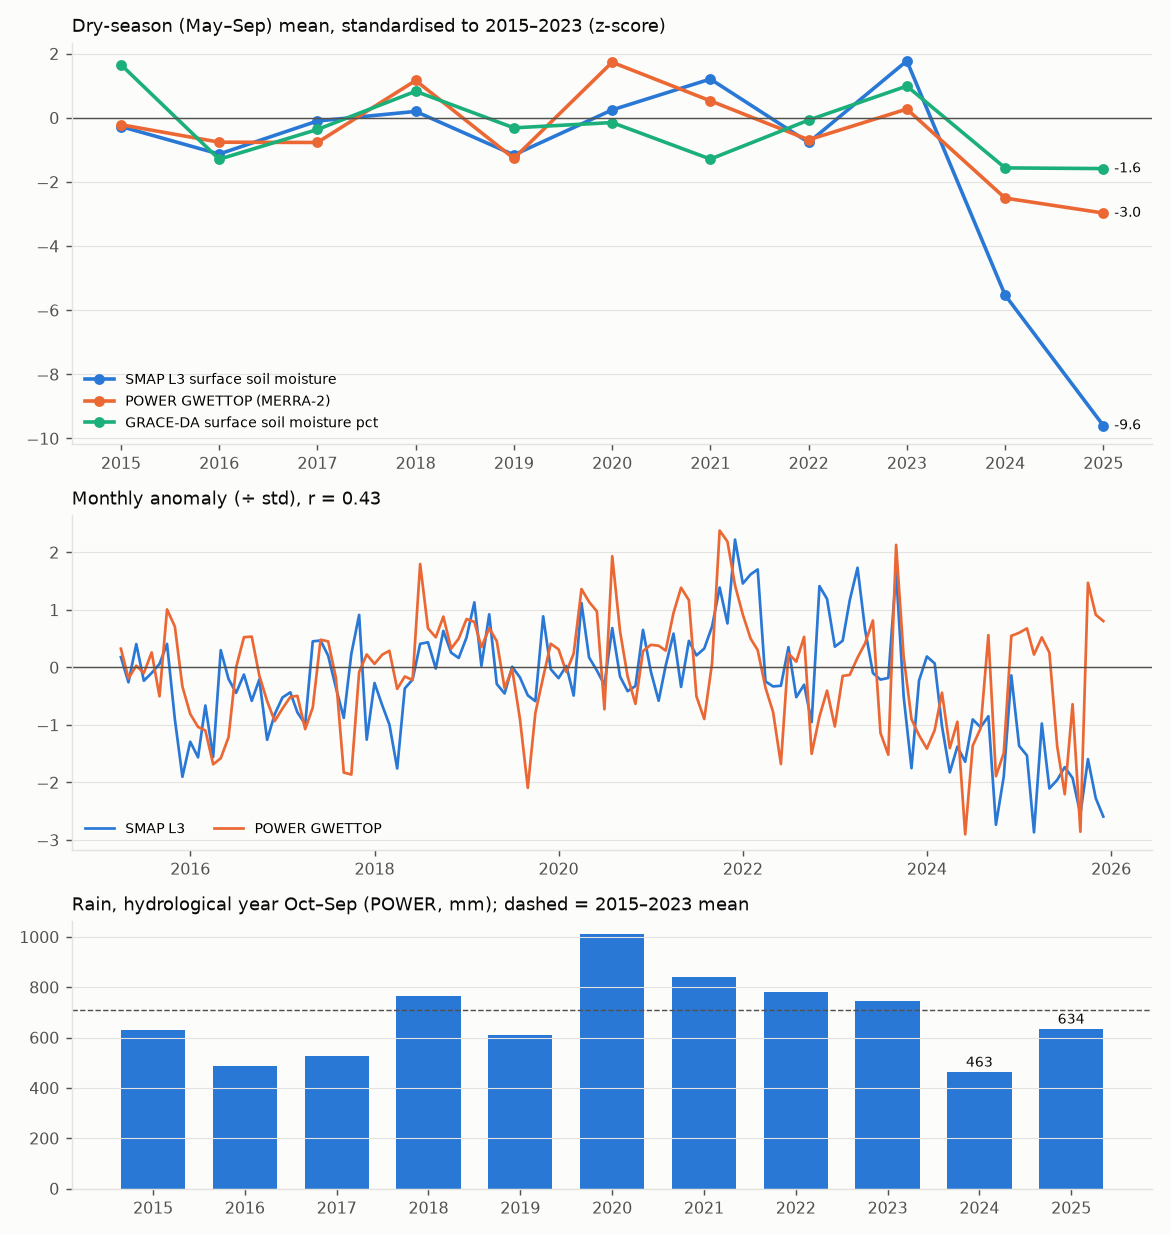 Dry-season (May–Sep) mean, standardised to 2015–2023 (z-score)
2
0
−2
−4
−6
−8
−10
-1.6
-3.0
-9.6
SMAP L3 surface soil moisture
POWER GWETTOP (MERRA-2)
GRACE-DA surface soil moisture pct
2015 2016 2017 2018 2019 2020 2021 2022 2023 2024 2025
Monthly anomaly (÷ std), r = 0.43
2
1
0
−1
−2
−3
SMAP L3 POWER GWETTOP
2016 2018 2020 2022 2024 2026
Rain, hydrological year Oct–Sep (POWER, mm); dashed = 2015–2023 mean
1000
800
600
400
200
0
634
463
2015 2016 2017 2018 2019 2020 2021 2022 2023 2024 2025